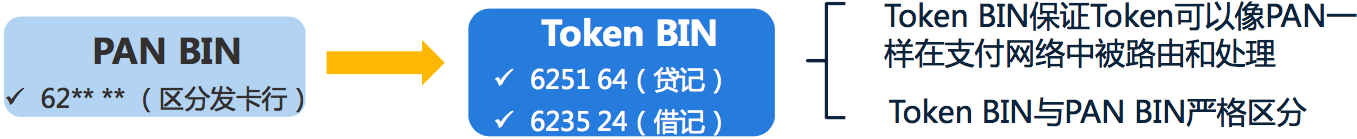 PAN BIN
✓ 62** ** （区分发卡行）
Token BIN
✓ 6251 64（贷记）
✓ 6235 24（借记）
Token BIN保证Token可以像PAN一
样在支付网络中被路由和处理
Token BIN与PAN BIN严格区分